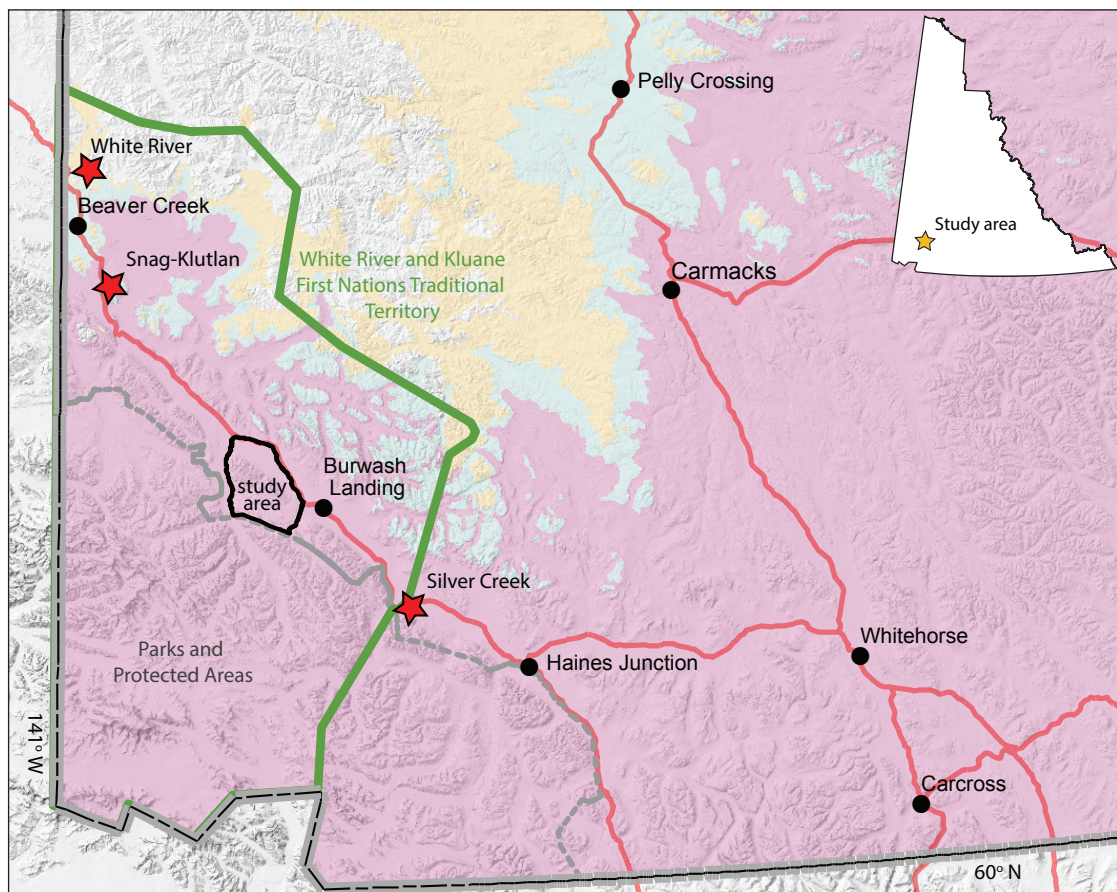 Pelly Crossing
White River
Beaver Creek
Study area
Snag-Klutlan
White River and Kluane
First Nations Traditional
Territory
Carmacks
Burwash
Landing
study
area
Silver Creek
Whitehorse
Haines Junction
Parks and
Protected Areas
141° W
Carcross
60° N